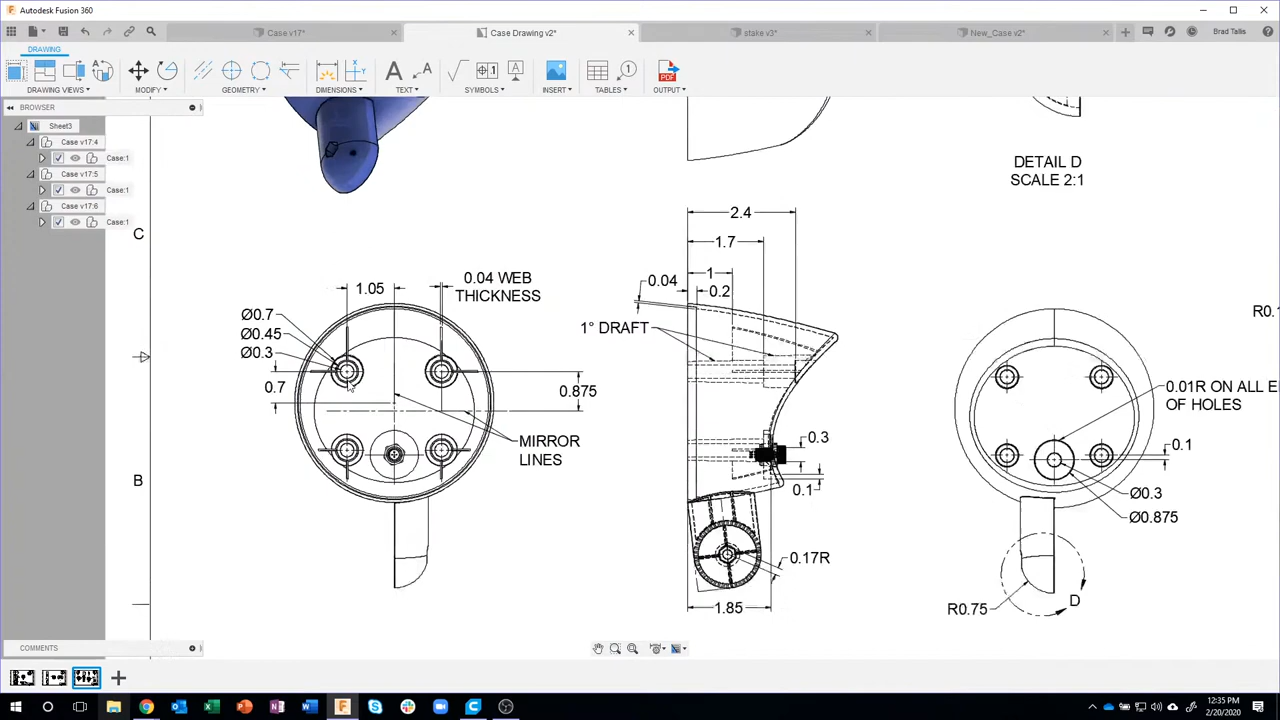 Autodesk Fusion 360
Case v17*
Case Drawing v2*
stake v3*
New_Case v2*
Brad Tallis
DRAWING
DRAWING VIEWS
MODIFY
GEOMETRY
DIMENSIONS
TEXT
SYMBOLS
INSERT
TABLES
OUTPUT
PDF
BROWSER
Sheet3
Case v17:4
Case:1
Case v17:5
Case:1
Case v17:6
Case:1
C
B
DETAIL D
SCALE 2:1
1.05
0.04 WEB
THICKNESS
Ø0.7
Ø0.45
Ø0.3
0.7
0.875
MIRROR
LINES
2.4
1.7
1
0.04
0.2
1° DRAFT
0.3
0.1
0.17R
1.85
R0.1
0.01R ON ALL E
OF HOLES
0.1
Ø0.3
Ø0.875
R0.75
D
COMMENTS
12:35 PM
2/20/2020